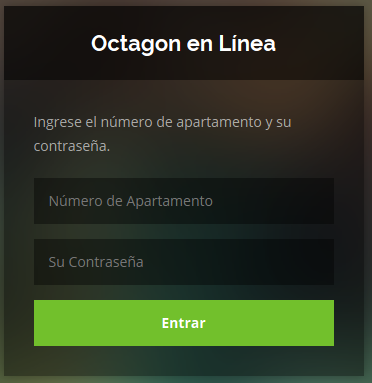 Octagon en Línea
Ingrese el número de apartamento y su
contraseña.
Número de Apartamento
Su Contraseña
Entrar